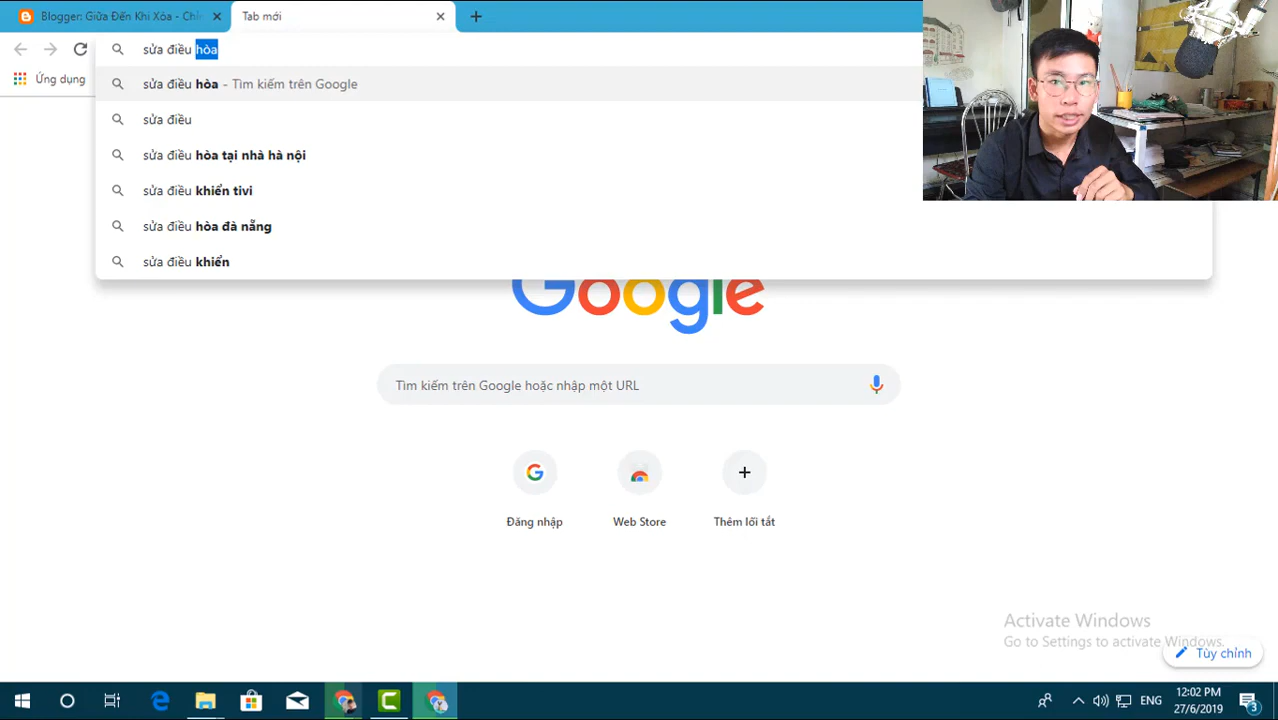 Blogger: Giữa Đến Khi Xóa - Chỉn
Tab mới
sửa điều hòa
Ứng dụng
sửa điều hòa - Tìm kiếm trên Google
sửa điều
sửa điều hòa tại nhà hà nội
sửa điều khiển tivi
sửa điều hòa đà nẵng
sửa điều khiển
Google
Tìm kiếm trên Google hoặc nhập một URL
Đăng nhập
Web Store
Thêm lối tắt
Activate Windows
Go to Settings to activate Windows.
Tùy chỉnh
ENG
12:02 PM
27/6/2019
3